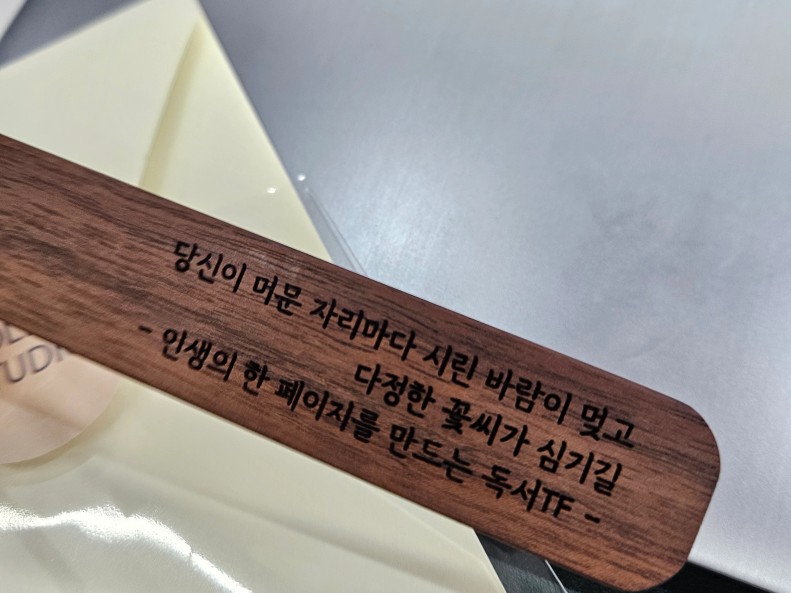 당신이 머문 자리마다 시린 바람이 멎고
다정한 꽃씨가 심기길
- 인생의 한 페이지를 만드는 독서TF -